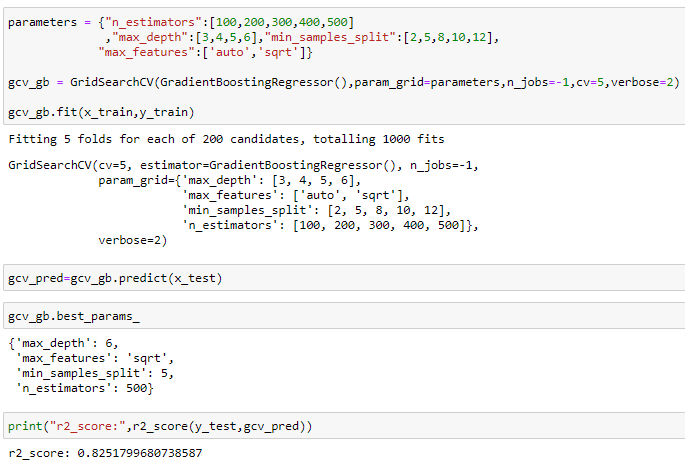 parameters = {"n_estimators":[100,200,300,400,500]
,"max_depth":[3,4,5,6],"min_samples_split":[2,5,8,10,12],
"max_features":['auto','sqrt']}
gcv_gb = GridSearchCV(GradientBoostingRegressor(),param_grid=parameters,n_jobs=-1,cv=5,verbose=2)
gcv_gb.fit(x_train,y_train)
Fitting 5 folds for each of 200 candidates, totalling 1000 fits
GridSearchCV(cv=5, estimator=GradientBoostingRegressor(), n_jobs=-1,
param_grid={'max_depth': [3, 4, 5, 6],
'max_features': ['auto', 'sqrt'],
'min_samples_split': [2, 5, 8, 10, 12],
'n_estimators': [100, 200, 300, 400, 500]},
verbose=2)
gcv_pred=gcv_gb.predict(x_test)
gcv_gb.best_params_
{'max_depth': 6,
'max_features': 'sqrt',
'min_samples_split': 5,
'n_estimators': 500}
print("r2_score:",r2_score(y_test,gcv_pred))
r2_score: 0.8251799680738587